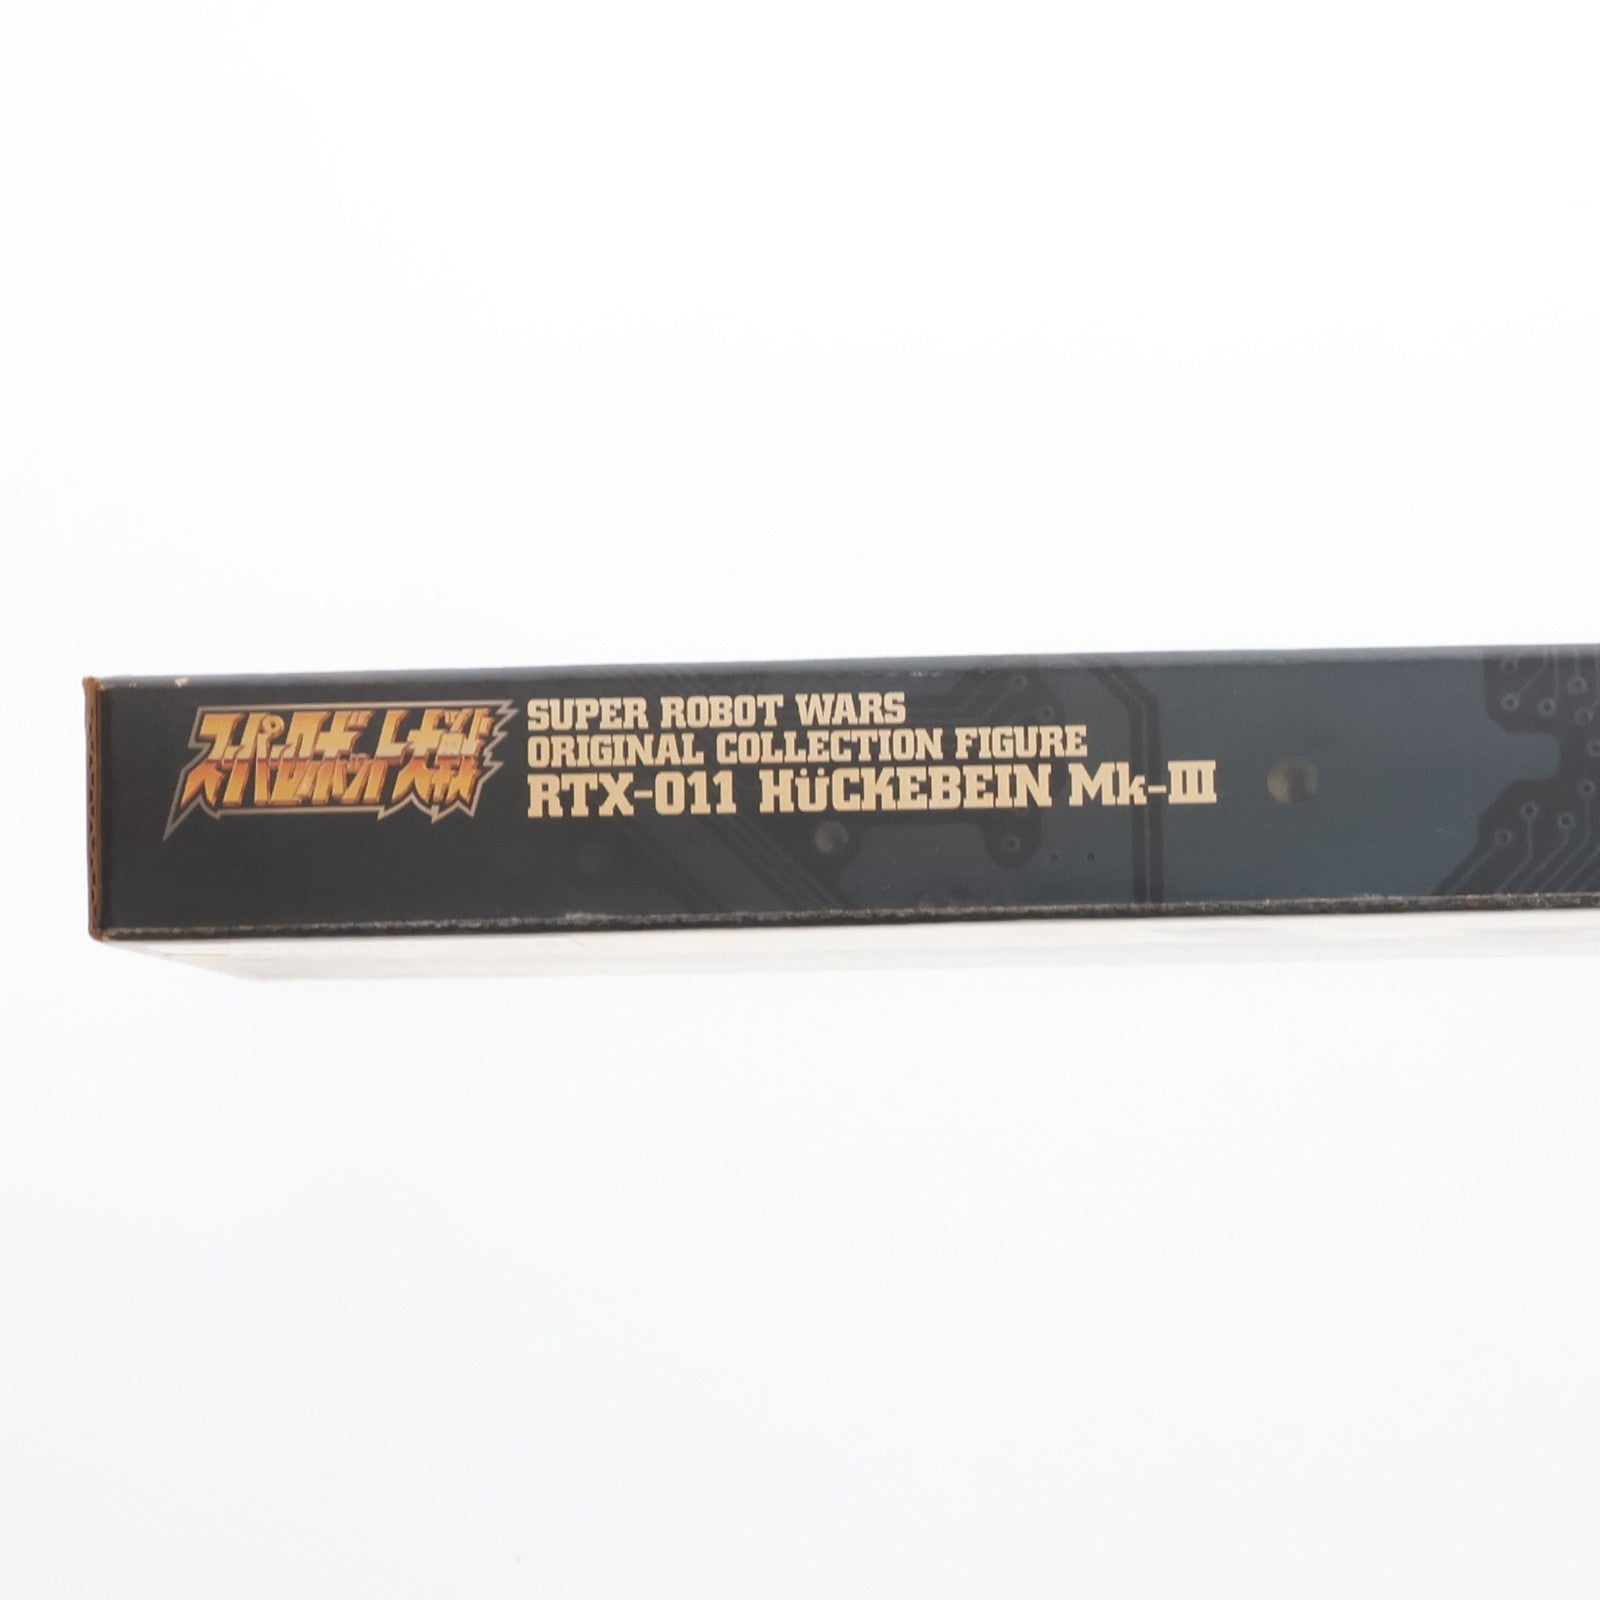 スーパーロボット大戦
SUPER ROBOT WARS
ORIGINAL COLLECTION FIGURE
RTX-011 HÜCKEBEIN Mk-III